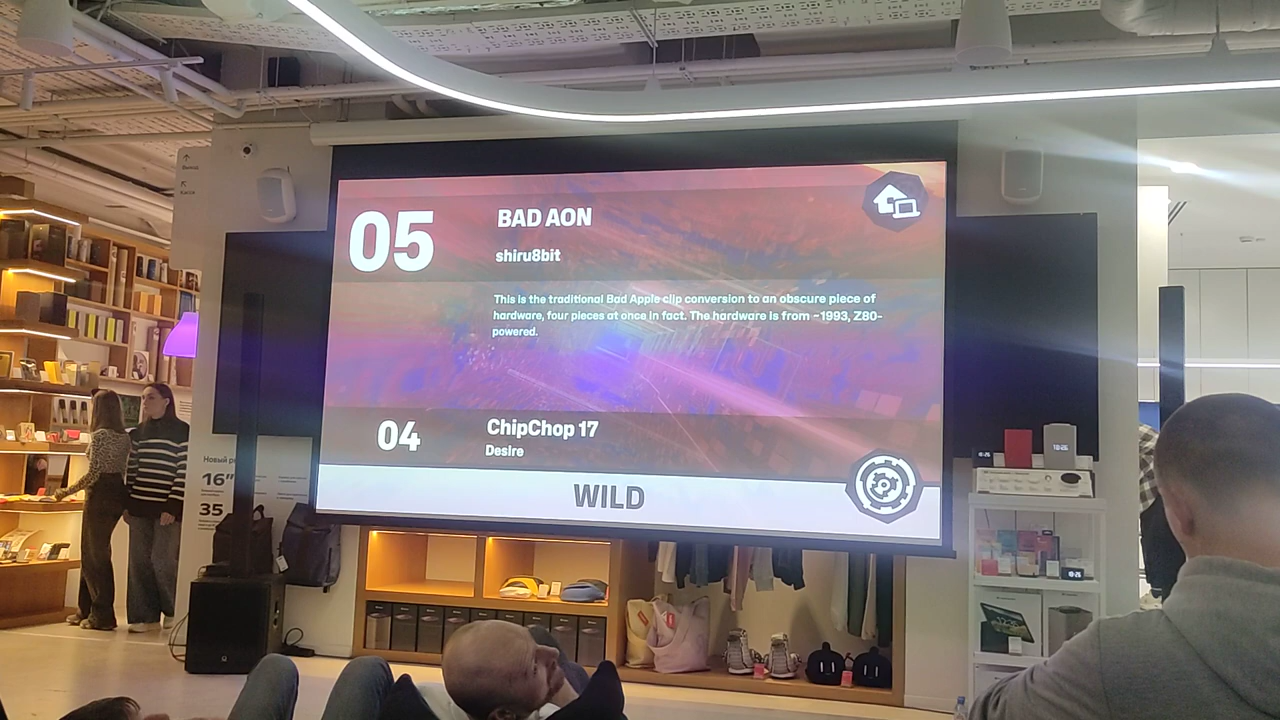 05
BAD AON
shiru8bit
This is the traditional Bad Apple clip conversion to an obscure piece of
hardware, four pieces at once in fact. The hardware is from ~1993, Z80-
powered.
04
ChipChop 17
Desire
WILD
16"
35